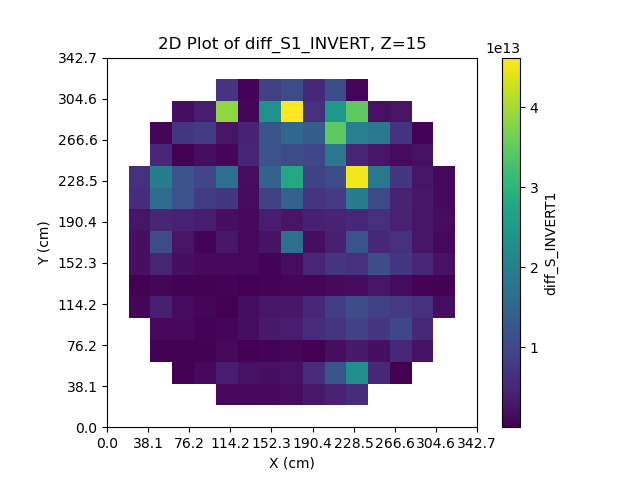 2D Plot of diff_S1_INVERT, Z=15
1e13
342.7
304.6
266.6
228.5
190.4
152.3
114.2
76.2
38.1
0.0
Y (cm)
0.0 38.1 76.2 114.2 152.3 190.4 228.5 266.6 304.6 342.7
X (cm)
4
3
2
1
diff_S_INVERT1